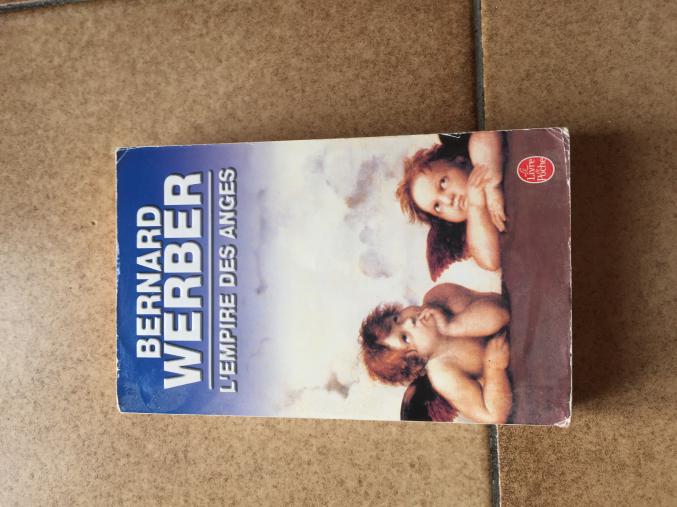 BERNARD
WERBER
L'EMPIRE DES ANGES
Le
LIVRE
de
Poche